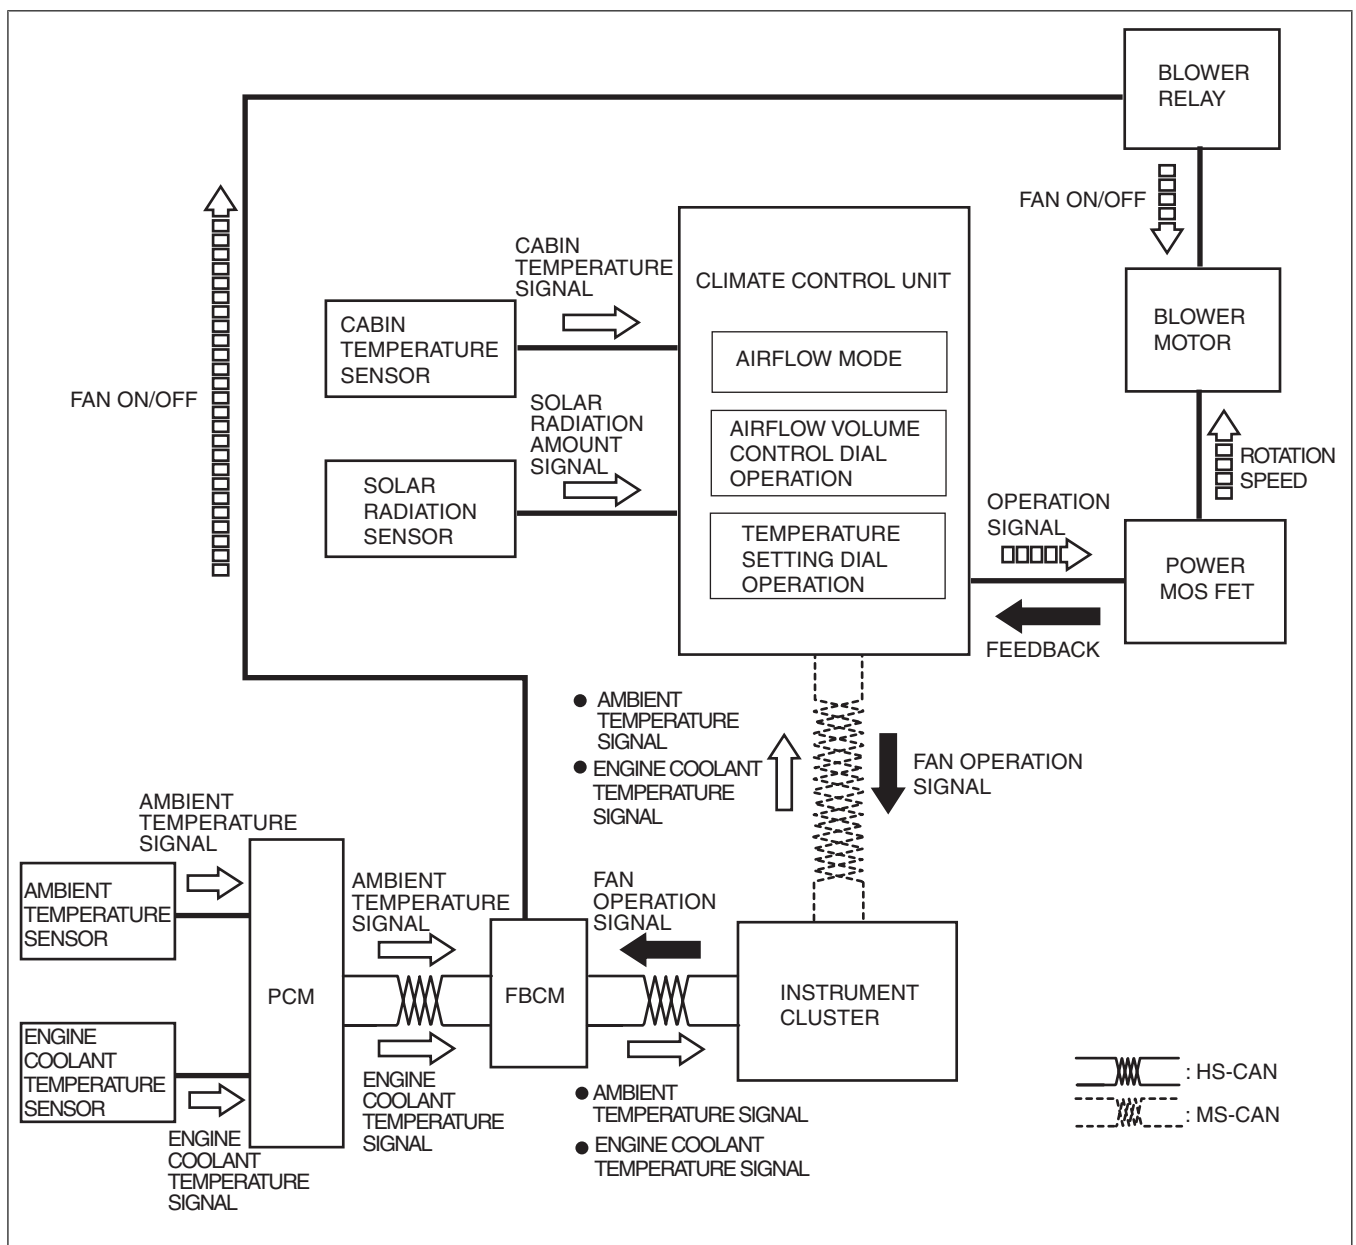 BLOWER
RELAY
FAN ON/OFF
CABIN
TEMPERATURE
SIGNAL
CLIMATE CONTROL UNIT
CABIN
TEMPERATURE
SENSOR
BLOWER
MOTOR
AIRFLOW MODE
FAN ON/OFF
SOLAR
RADIATION
AMOUNT
SIGNAL
AIRFLOW VOLUME
CONTROL DIAL
OPERATION
ROTATION
SPEED
SOLAR
RADIATION
SENSOR
OPERATION
SIGNAL
TEMPERATURE
SETTING DIAL
OPERATION
POWER
MOS FET
FEEDBACK
● AMBIENT
TEMPERATURE
SIGNAL
● ENGINE COOLANT
TEMPERATURE
SIGNAL
FAN OPERATION
SIGNAL
AMBIENT
TEMPERATURE
SIGNAL
AMBIENT
TEMPERATURE
SENSOR
AMBIENT
TEMPERATURE
SIGNAL
FAN
OPERATION
SIGNAL
PCM
FBCM
INSTRUMENT
CLUSTER
ENGINE
COOLANT
TEMPERATURE
SENSOR
ENGINE
COOLANT
TEMPERATURE
SIGNAL
ENGINE
COOLANT
TEMPERATURE
SIGNAL
● AMBIENT
TEMPERATURE SIGNAL
● ENGINE COOLANT
TEMPERATURE SIGNAL
: HS-CAN
: MS-CAN